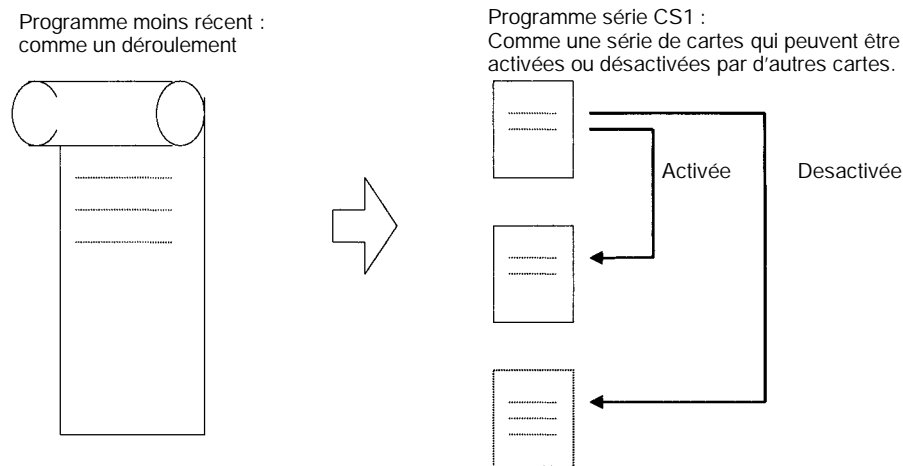 Programme moins récent :
comme un déroulement
Programme série CS1 :
Comme une série de cartes qui peuvent être
activées ou désactivées par d'autres cartes.
Activée
Desactivée